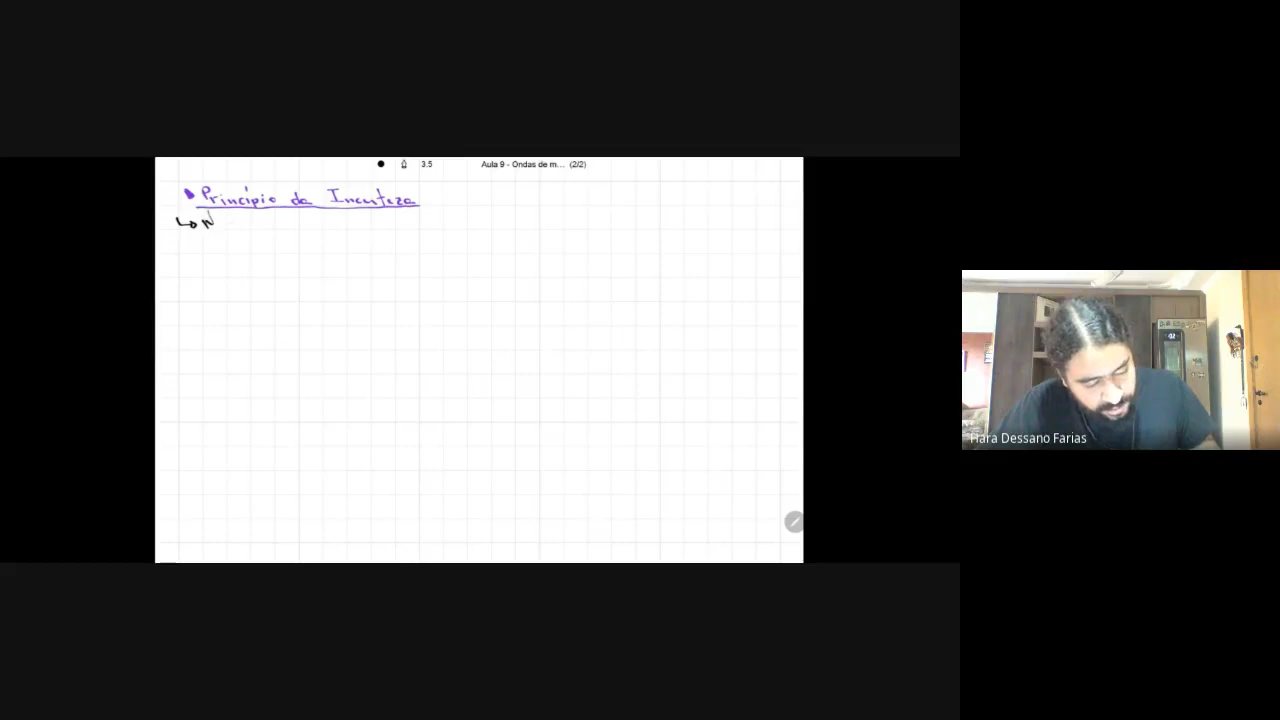 3.5 Aula 9 - Ondas de m... (2/2)
Princípio da Incerteza
↳ N
Hara Dessano Farias